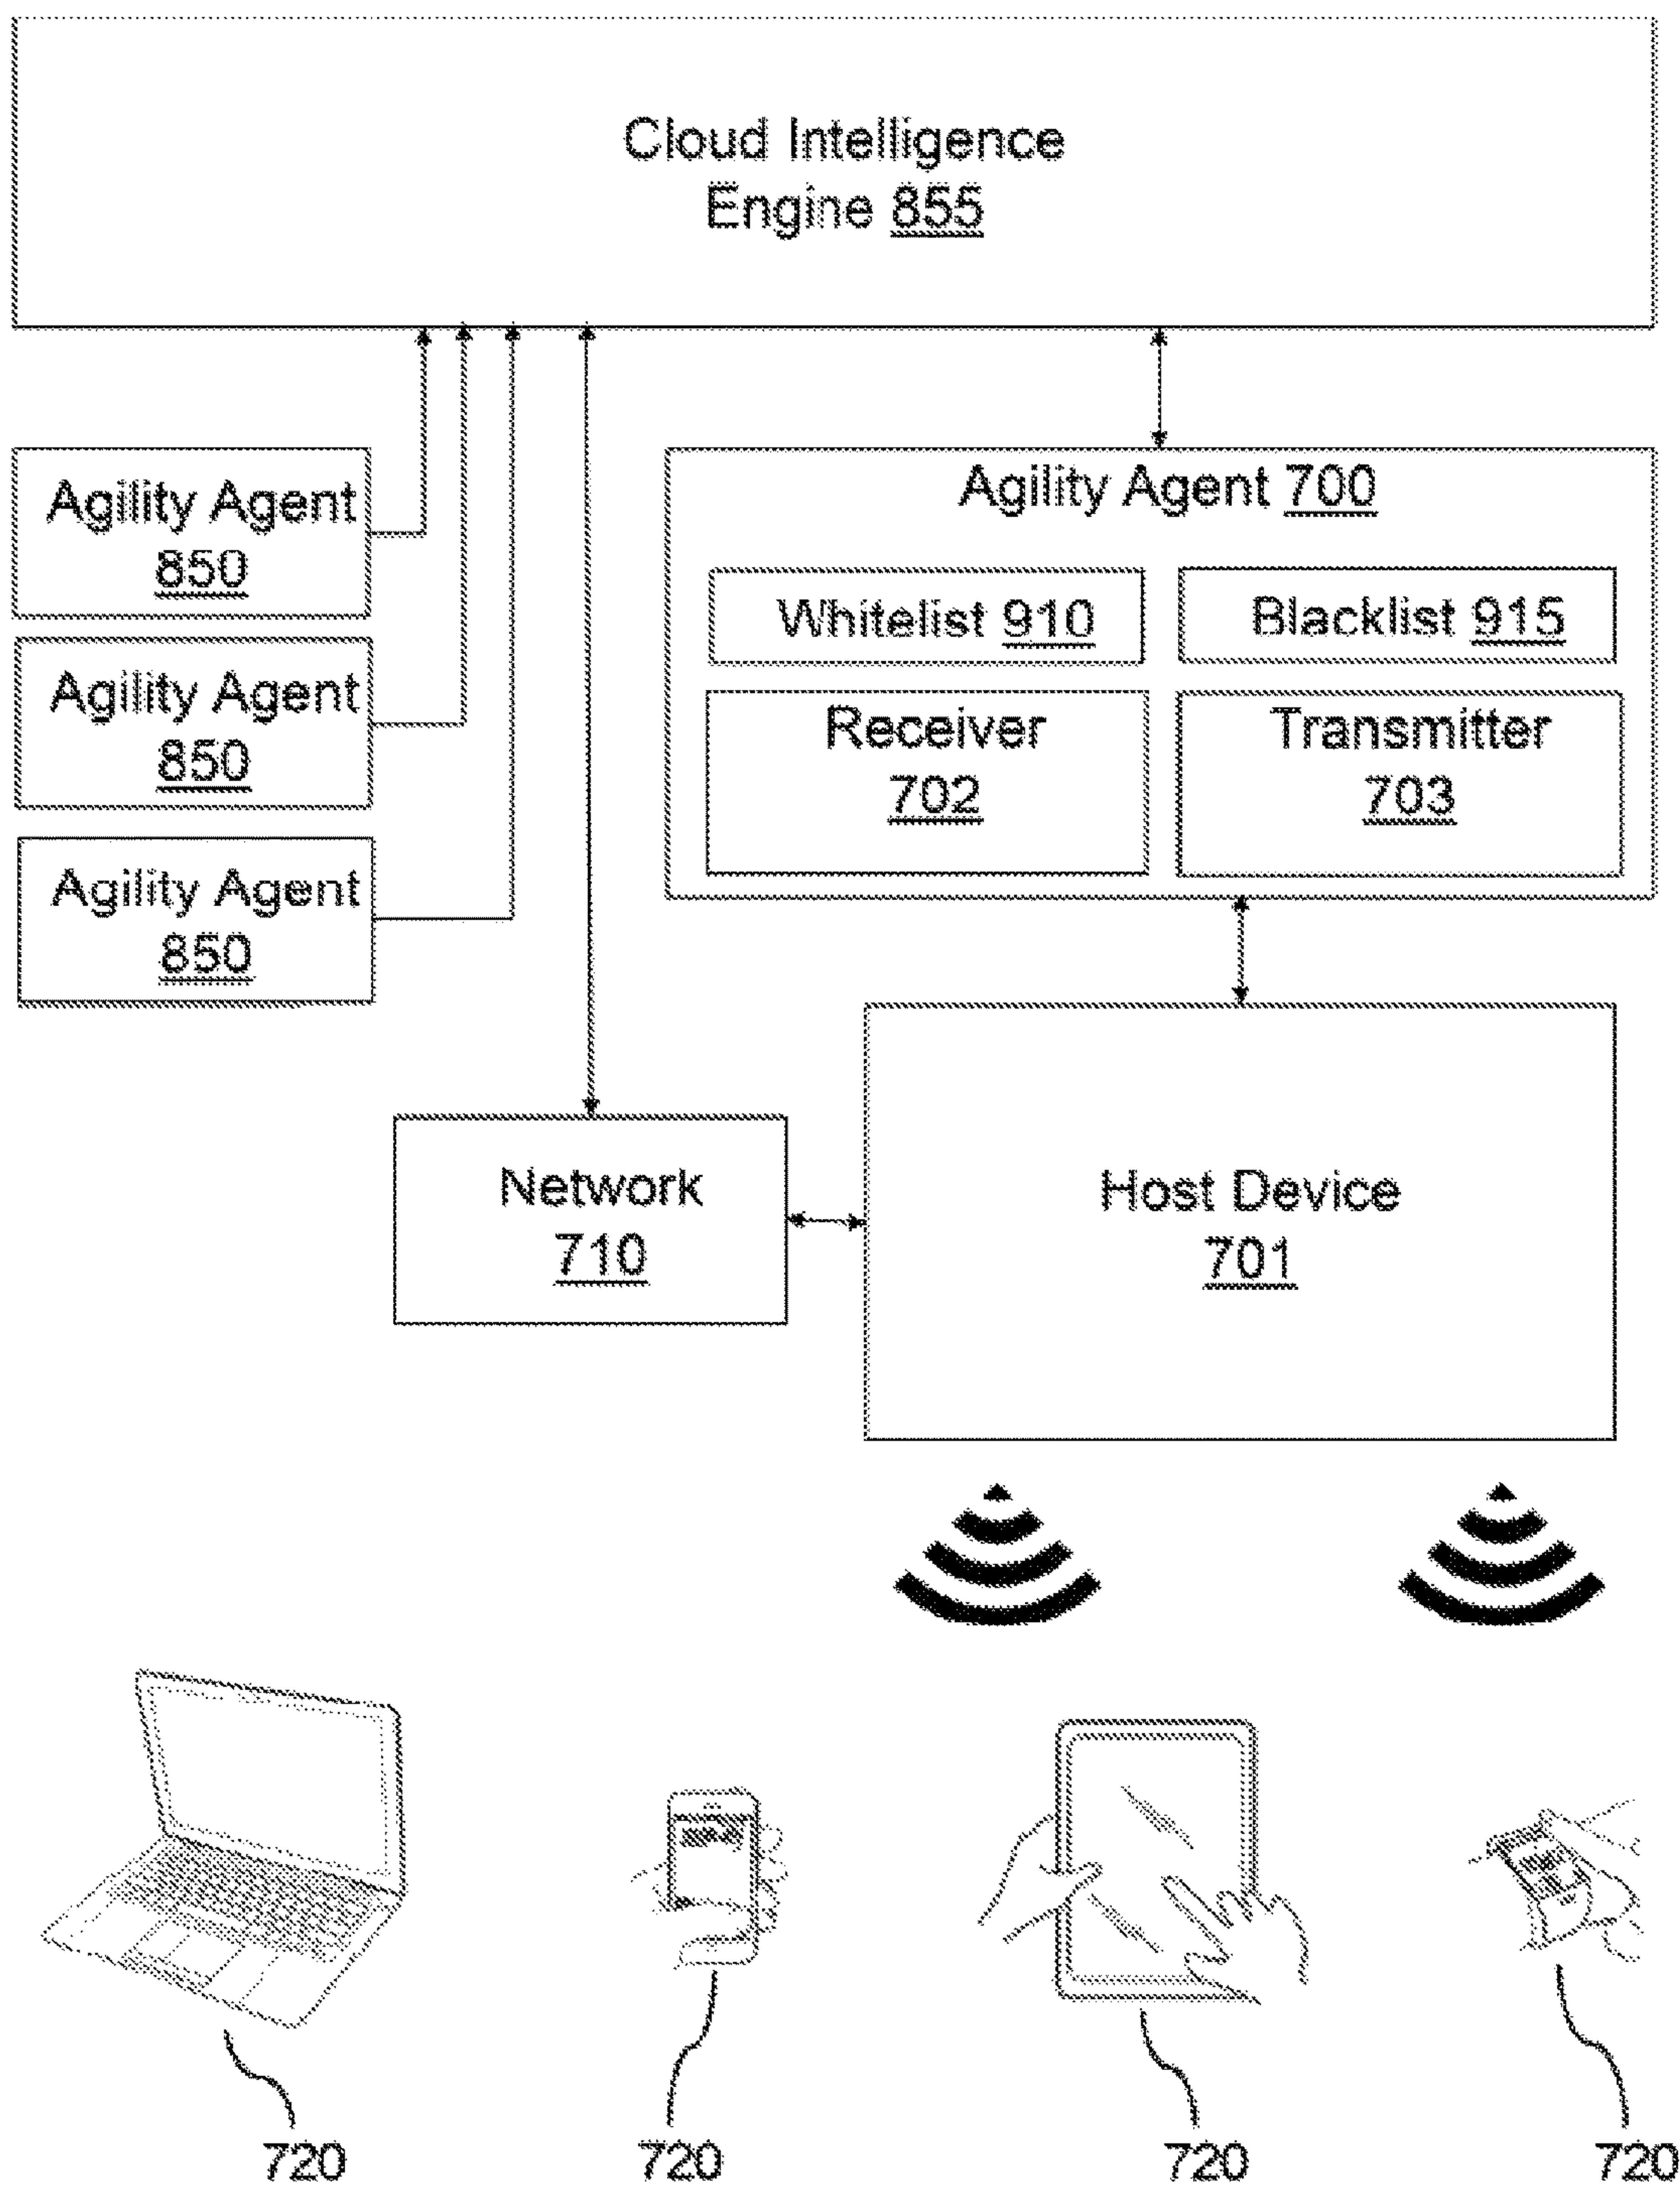 Cloud Intelligence
Engine 855
Agility Agent
850
Agility Agent
850
Agility Agent
850
Agility Agent 700
Whitelist 910
Blacklist 915
Receiver
702
Transmitter
703
Network
710
Host Device
701
720
720
720
720